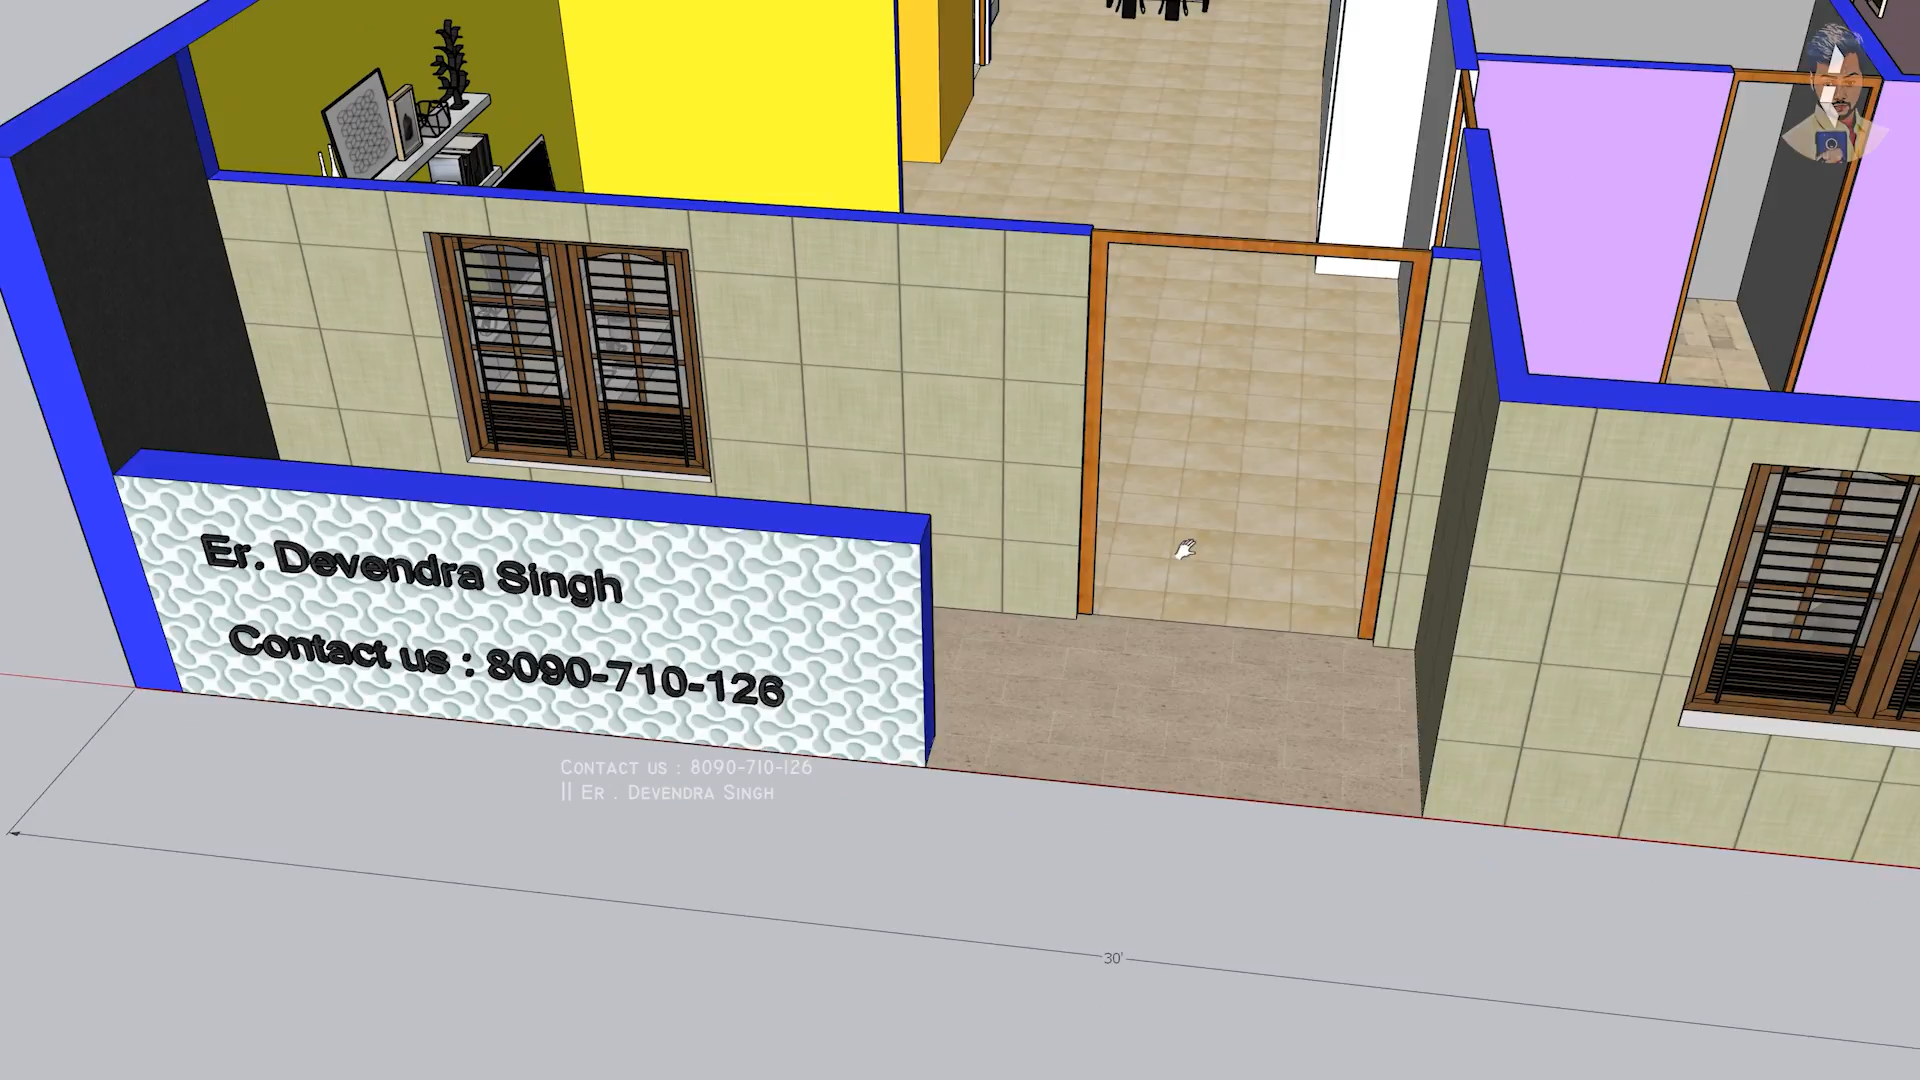 Er. Devendra Singh
Contact us : 8090-710-126
Contact us : 8090-710-126
|| Er . Devendra Singh
30'